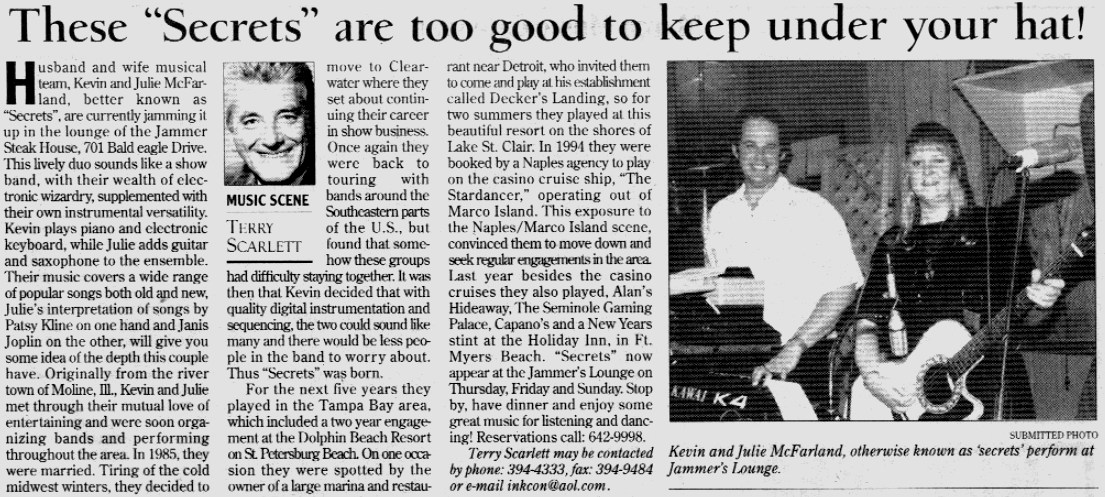 These “Secrets” are too good to keep under your hat!
Husband and wife musical
team, Kevin and Julie McFar-
land, better known as
“Secrets”, are currently jamming it
up in the lounge of the Jammer
Steak House, 701 Bald eagle Drive.
This lively duo sounds like a show
band, with their wealth of elec-
tronic wizardry, supplemented with
their own instrumental versatility.
Kevin plays piano and electronic
keyboard, while Julie adds guitar
and saxophone to the ensemble.
Their music covers a wide range
of popular songs both old and new,
Julie's interpretation of songs by
Patsy Kline on one hand and Janis
Joplin on the other, will give you
some idea of the depth this couple
have. Originally from the river
town of Moline, Ill., Kevin and Julie
met through their mutual love of
entertaining and were soon orga-
nizing bands and performing
throughout the area. In 1985, they
were married. Tiring of the cold
midwest winters, they decided to
MUSIC SCENE
TERRY
SCARLETT
move to Clear-
water where they
set about contin-
uing their career
in show business.
Once again they
were back to
touring with
bands around the
Southeastern parts
of the U.S., but
found that some-
how these groups
had difficulty staying together. It was
then that Kevin decided that with
quality digital instrumentation and
sequencing, the two could sound like
many and there would be less peo-
ple in the band to worry about.
Thus “Secrets” was born.
For the next five years they
played in the Tampa Bay area,
which included a two year engage-
ment at the Dolphin Beach Resort
on St. Petersburg Beach. On one occa-
sion they were spotted by the
owner of a large marina and restau-
rant near Detroit, who invited them
to come and play at his establishment
called Decker's Landing, so for
two summers they played at this
beautiful resort on the shores of
Lake St. Clair. In 1994 they were
booked by a Naples agency to play
on the casino cruise ship, “The
Stardancer,” operating out of
Marco Island. This exposure to
the Naples/Marco Island scene,
convinced them to move down and
seek regular engagements in the area.
Last year besides the casino
cruises they also played, Alan's
Hideaway, The Seminole Gaming
Palace, Capano's and a New Years
stint at the Holiday Inn, in Ft.
Myers Beach. “Secrets” now
appear at the Jammer's Lounge on
Thursday, Friday and Sunday. Stop
by, have dinner and enjoy some
great music for listening and danc-
ing! Reservations call: 642-9998.
Terry Scarlett may be contacted
by phone: 394-4333, fax: 394-9484
or e-mail inkcon@aol.com.
KAWAI K4
SUBMITTED PHOTO
Kevin and Julie McFarland, otherwise known as ‘secrets’ perform at
Jammer's Lounge.